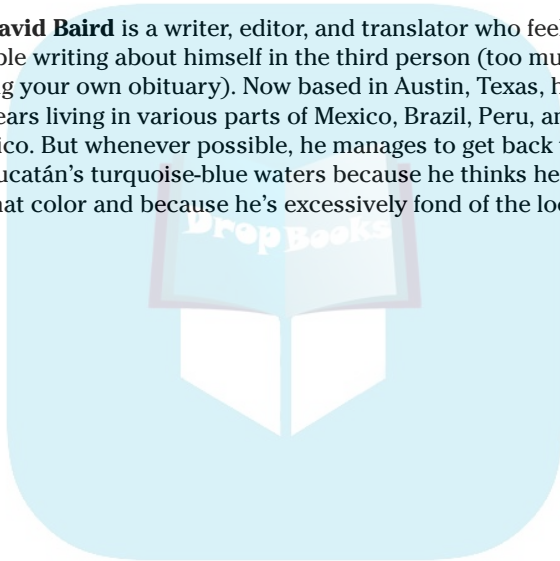 avid Baird is a writer, editor, and translator who feel
ble writing about himself in the third person (too mu
g your own obituary). Now based in Austin, Texas, h
ears living in various parts of Mexico, Brazil, Peru, an
ico. But whenever possible, he manages to get back
ucatán’s turquoise-blue waters because he thinks he
hat color and because he’s excessively fond of the lo
DropBooks